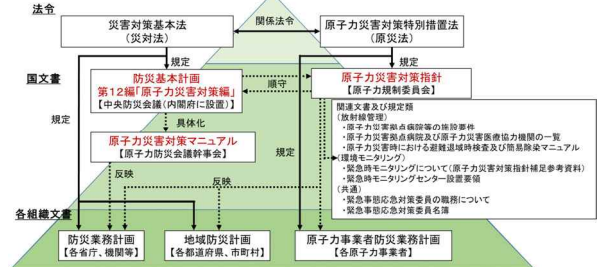 法令
災害対策基本法
(災対法)
関係法令
原子力災害対策特別措置法
(原災法)
規定
規定
国文書
防災基本計画
第12編「原子力災害対策編」
【中央防災会議(内閣府に設置)】
順守
原子力災害対策指針
【原子力規制委員会】
規定
具体化
原子力災害対策マニュアル
【原子力防災会議幹事会】
規定
関連文書及び規定類
(放射線管理)
・原子力災害拠点病院等の施設要件
・原子力災害拠点病院及び原子力災害医療協力機関の一覧
・原子力災害時における避難退域時検査及び簡易除染マニュアル
(環境モニタリング)
・緊急時モニタリングについて(原子力災害対策指針補足参考資料)
・緊急時モニタリングセンター設置要領
(共通)
・緊急事態応急対策委員の職務について
・緊急事態応急対策委員名簿
反映
反映
各組織文書
防災業務計画
【各省庁、機関等】
地域防災計画
【各都道府県、市町村】
原子力事業者防災業務計画
【各原子力事業者】